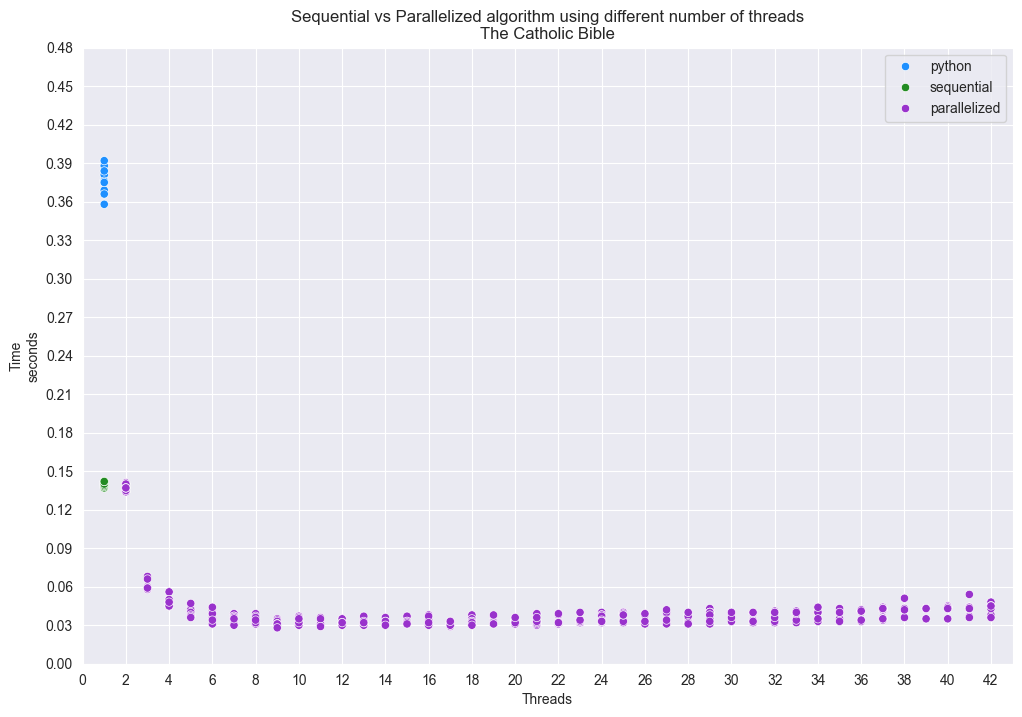 Sequential vs Parallelized algorithm using different number of threads
The Catholic Bible
python
sequential
parallelized
0.48
0.45
0.42
0.39
0.36
0.33
0.30
0.27
0.24
0.21
0.18
0.15
0.12
0.09
0.06
0.03
0.00
Time
seconds
0 2 4 6 8 10 12 14 16 18 20 22 24 26 28 30 32 34 36 38 40 42
Threads